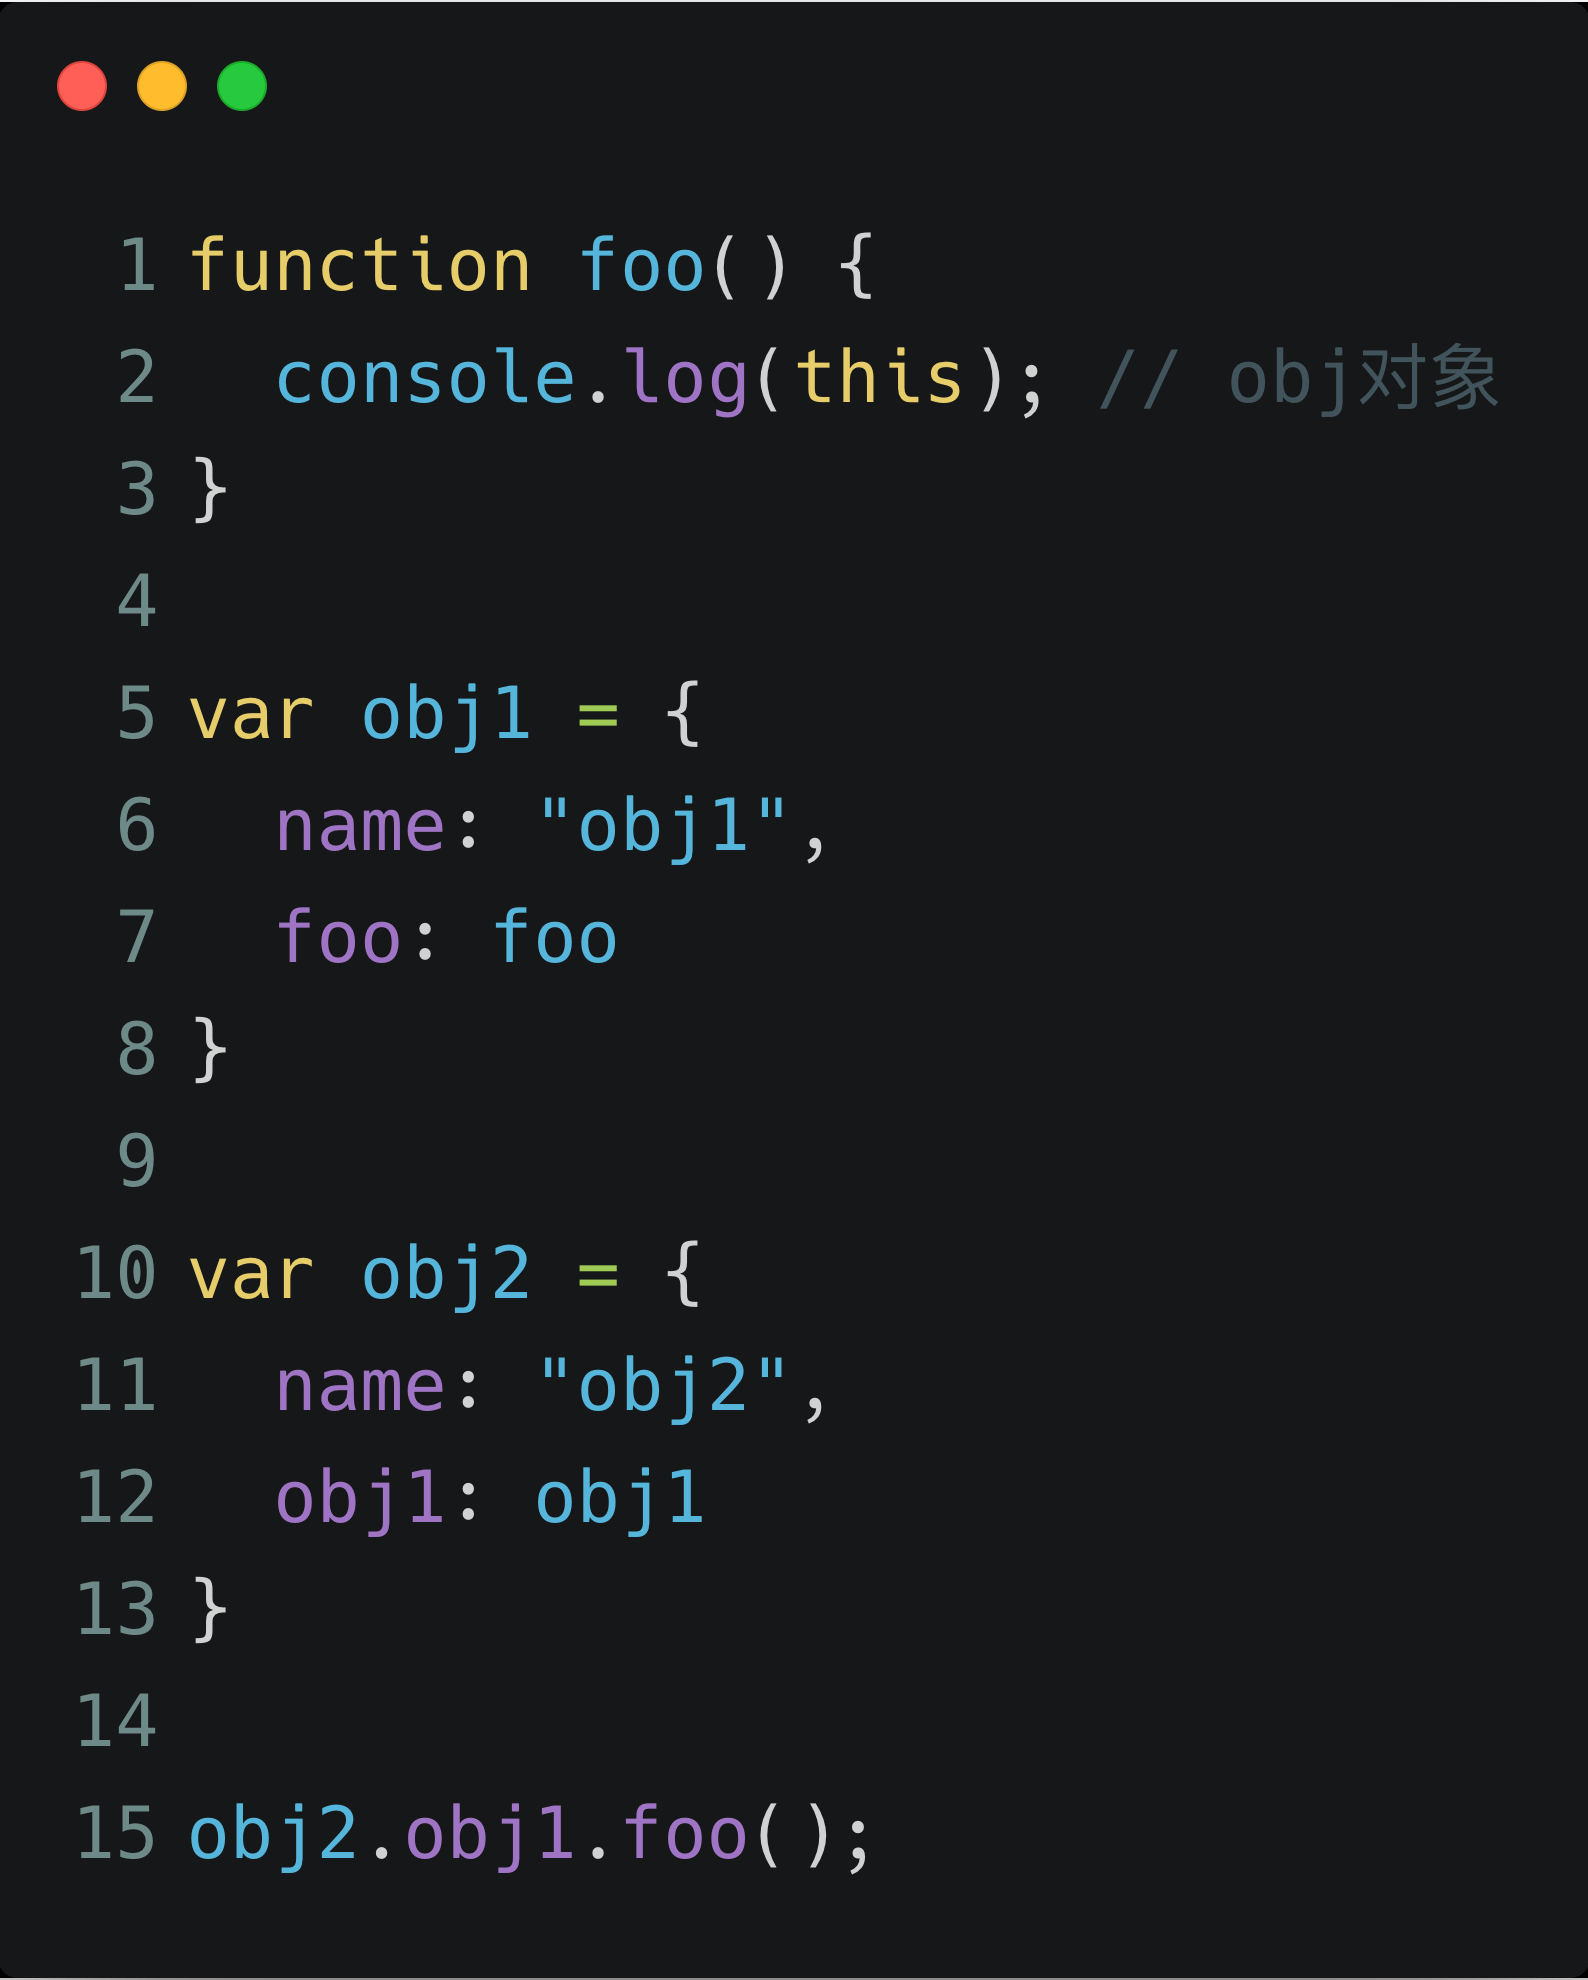 1 function foo() {
2   console.log(this); // obj对象
3 }
4
5 var obj1 = {
6   name: "obj1",
7   foo: foo
8 }
9
10 var obj2 = {
11   name: "obj2",
12   obj1: obj1
13 }
14
15 obj2.obj1.foo();